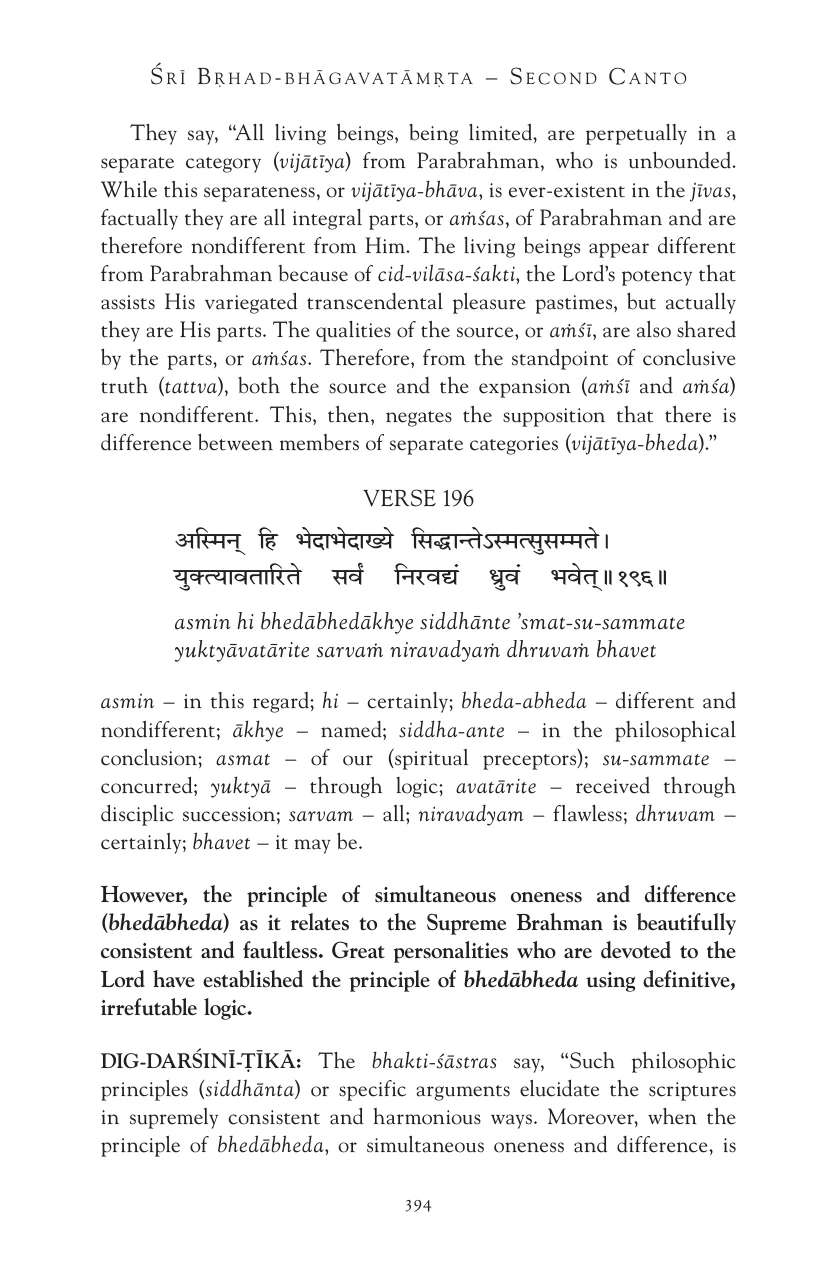 ŚRĪ BṚHAD-BHĀGAVATĀMṚTA – SECOND CANTO
They say, “All living beings, being limited, are perpetually in a
separate category (vijātīya) from Parabrahman, who is unbounded.
While this separateness, or vijātīya-bhāva, is ever-existent in the jīvas,
factually they are all integral parts, or aṁśas, of Parabrahman and are
therefore nondifferent from Him. The living beings appear different
from Parabrahman because of cid-vilāsa-śakti, the Lord’s potency that
assists His variegated transcendental pleasure pastimes, but actually
they are His parts. The qualities of the source, or aṁśī, are also shared
by the parts, or aṁśas. Therefore, from the standpoint of conclusive
truth (tattva), both the source and the expansion (aṁśī and aṁśa)
are nondifferent. This, then, negates the supposition that there is
difference between members of separate categories (vijātīya-bheda).”
VERSE 196
अस्मिन् हि भेदाभेदाख्ये सिद्धान्तेऽस्मत्सुसम्मते।
युक्त्यावतारिते सर्वं निरवद्यं ध्रुवं भवेत्॥१९६॥
asmin hi bhedābhedākhye siddhānte ’smat-su-sammate
yuktyāvatārite sarvaṁ niravadyaṁ dhruvaṁ bhavet
asmin – in this regard; hi – certainly; bheda-abheda – different and
nondifferent; ākhye – named; siddha-ante – in the philosophical
conclusion; asmat – of our (spiritual preceptors); su-sammate –
concurred; yuktyā – through logic; avatārite – received through
disciplic succession; sarvam – all; niravadyam – flawless; dhruvam –
certainly; bhavet – it may be.
However, the principle of simultaneous oneness and difference
(bhedābheda) as it relates to the Supreme Brahman is beautifully
consistent and faultless. Great personalities who are devoted to the
Lord have established the principle of bhedābheda using definitive,
irrefutable logic.
DIG-DARŚINĪ-ṬĪKĀ: The bhakti-śāstras say, “Such philosophic
principles (siddhānta) or specific arguments elucidate the scriptures
in supremely consistent and harmonious ways. Moreover, when the
principle of bhedābheda, or simultaneous oneness and difference, is
394